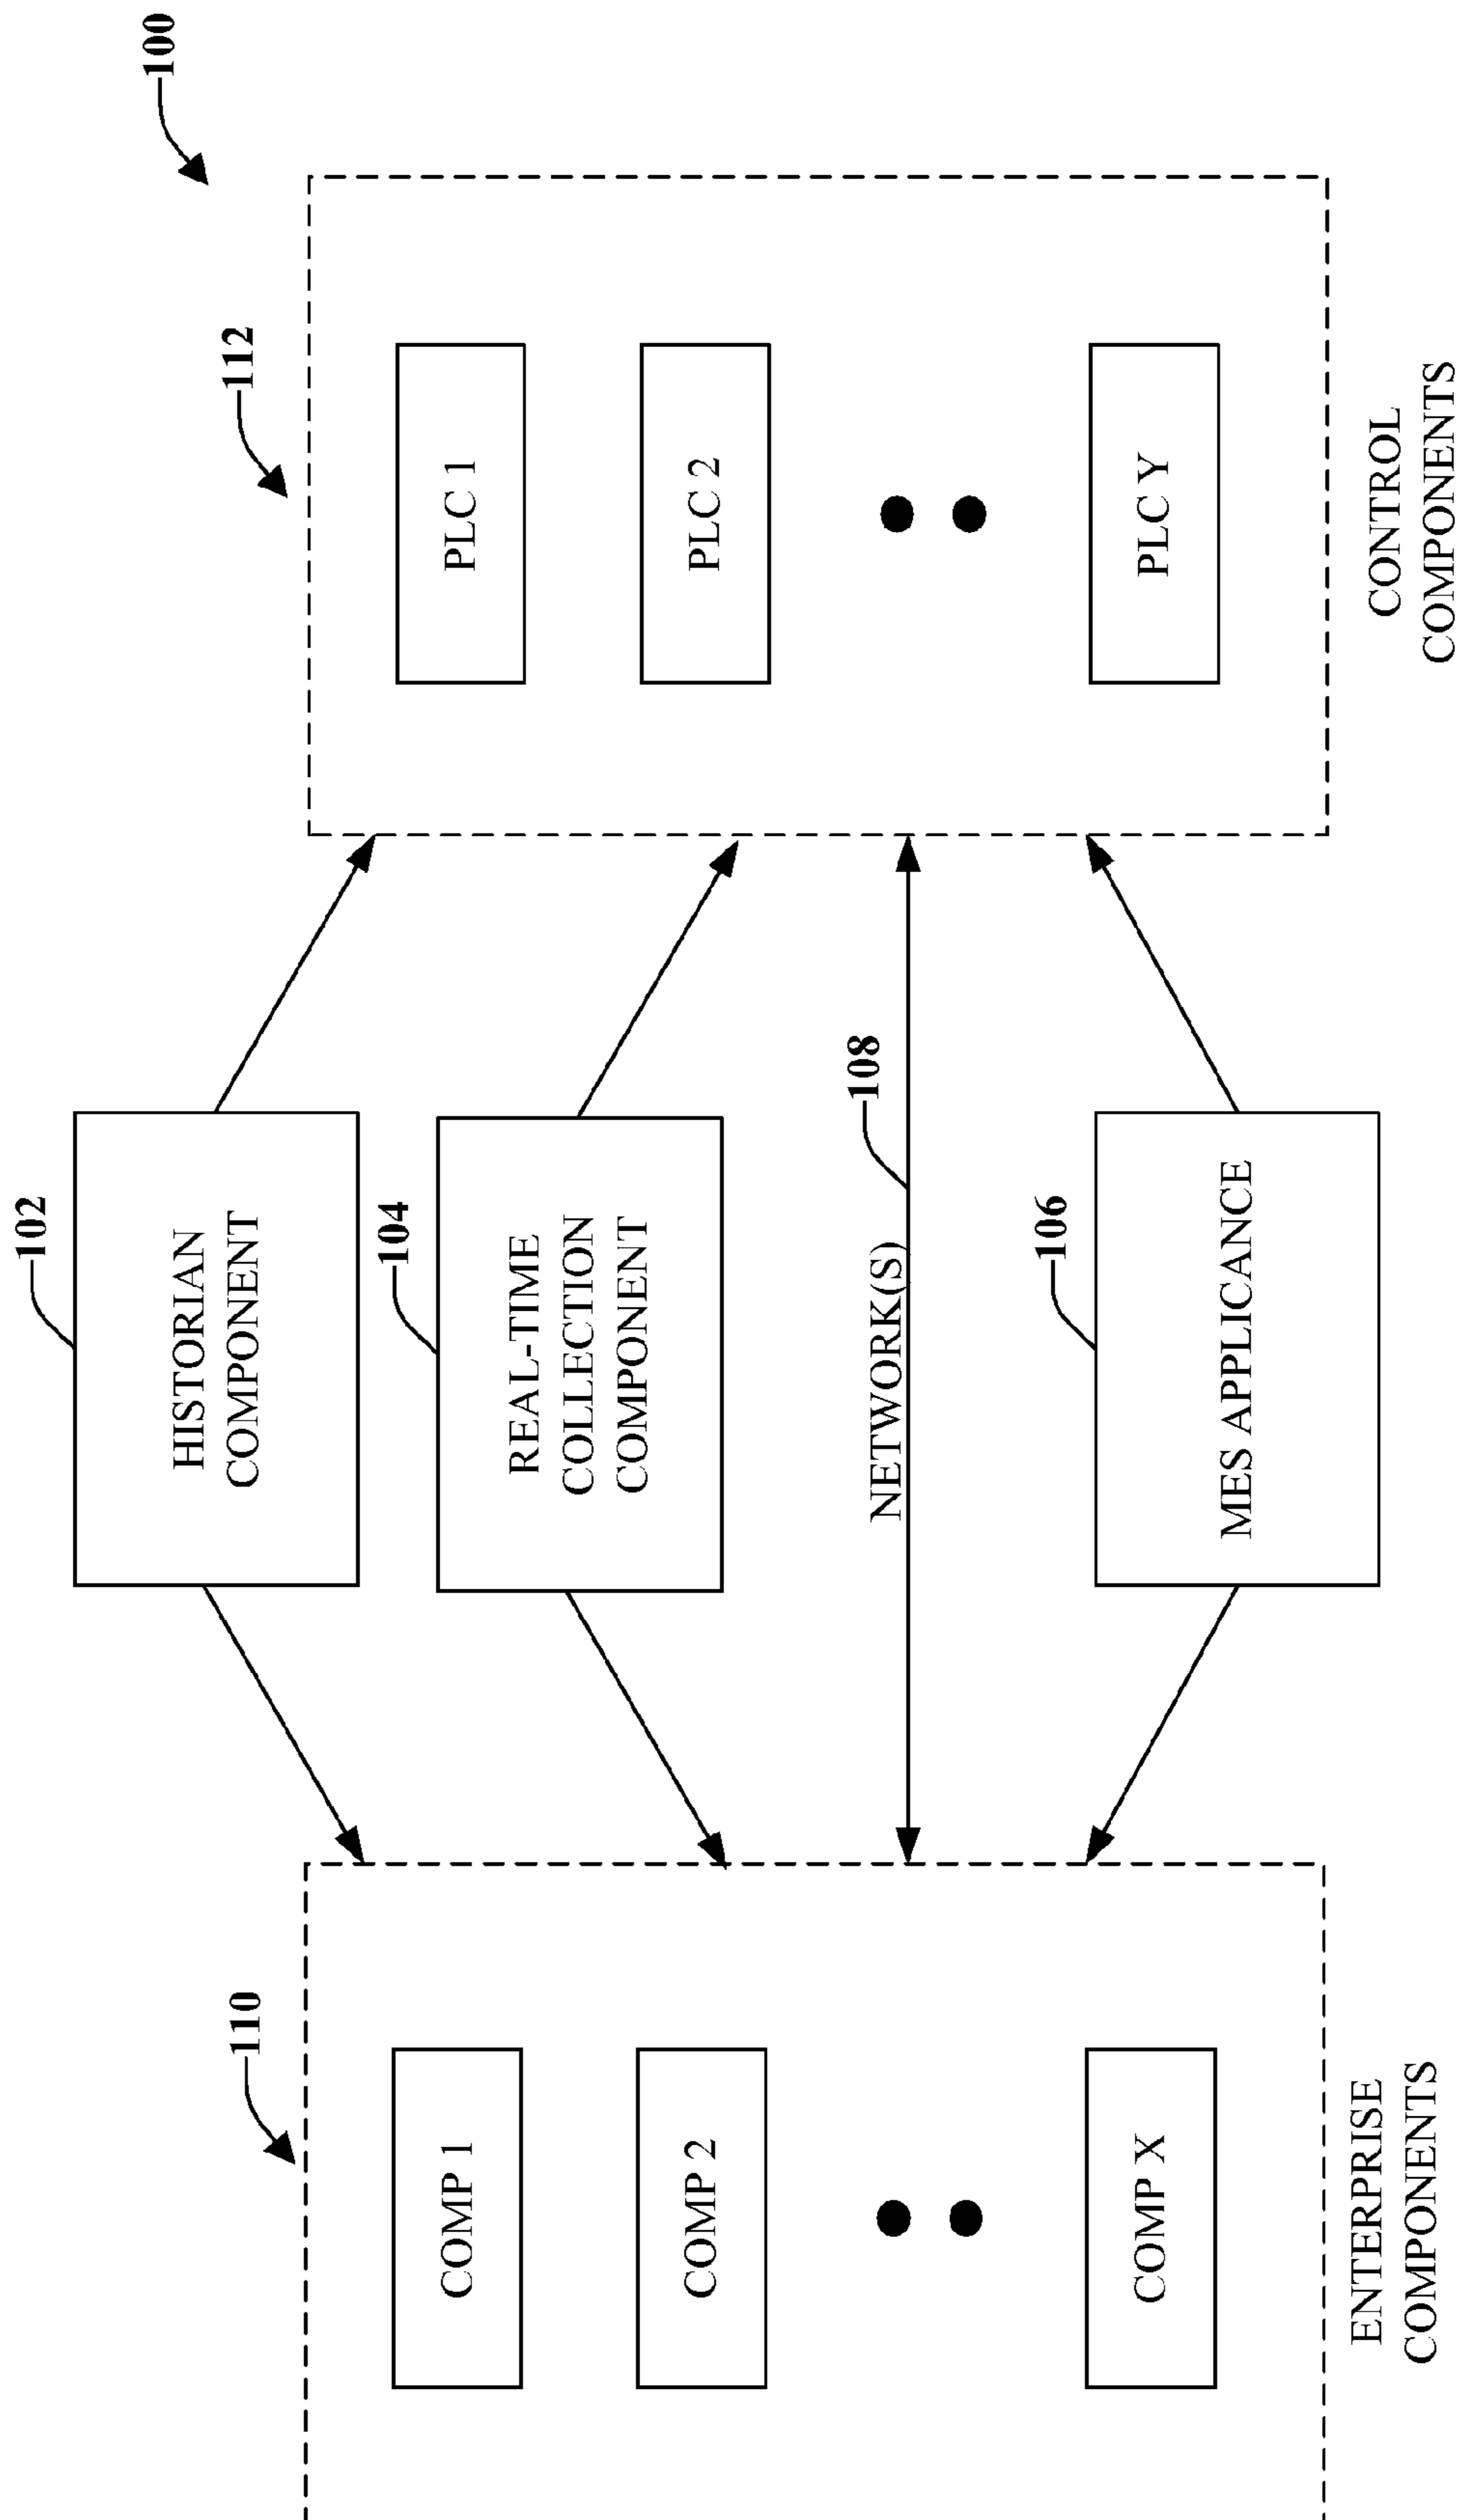 100
102
HISTORIAN
COMPONENT
110
112
104
REAL-TIME
COLLECTION
COMPONENT
COMP 1
PLC 1
COMP 2
PLC 2
108
NETWORK(S)
106
MES APPLICANCE
COMP X
PLC Y
ENTERPRISE
COMPONENTS
CONTROL
COMPONENTS